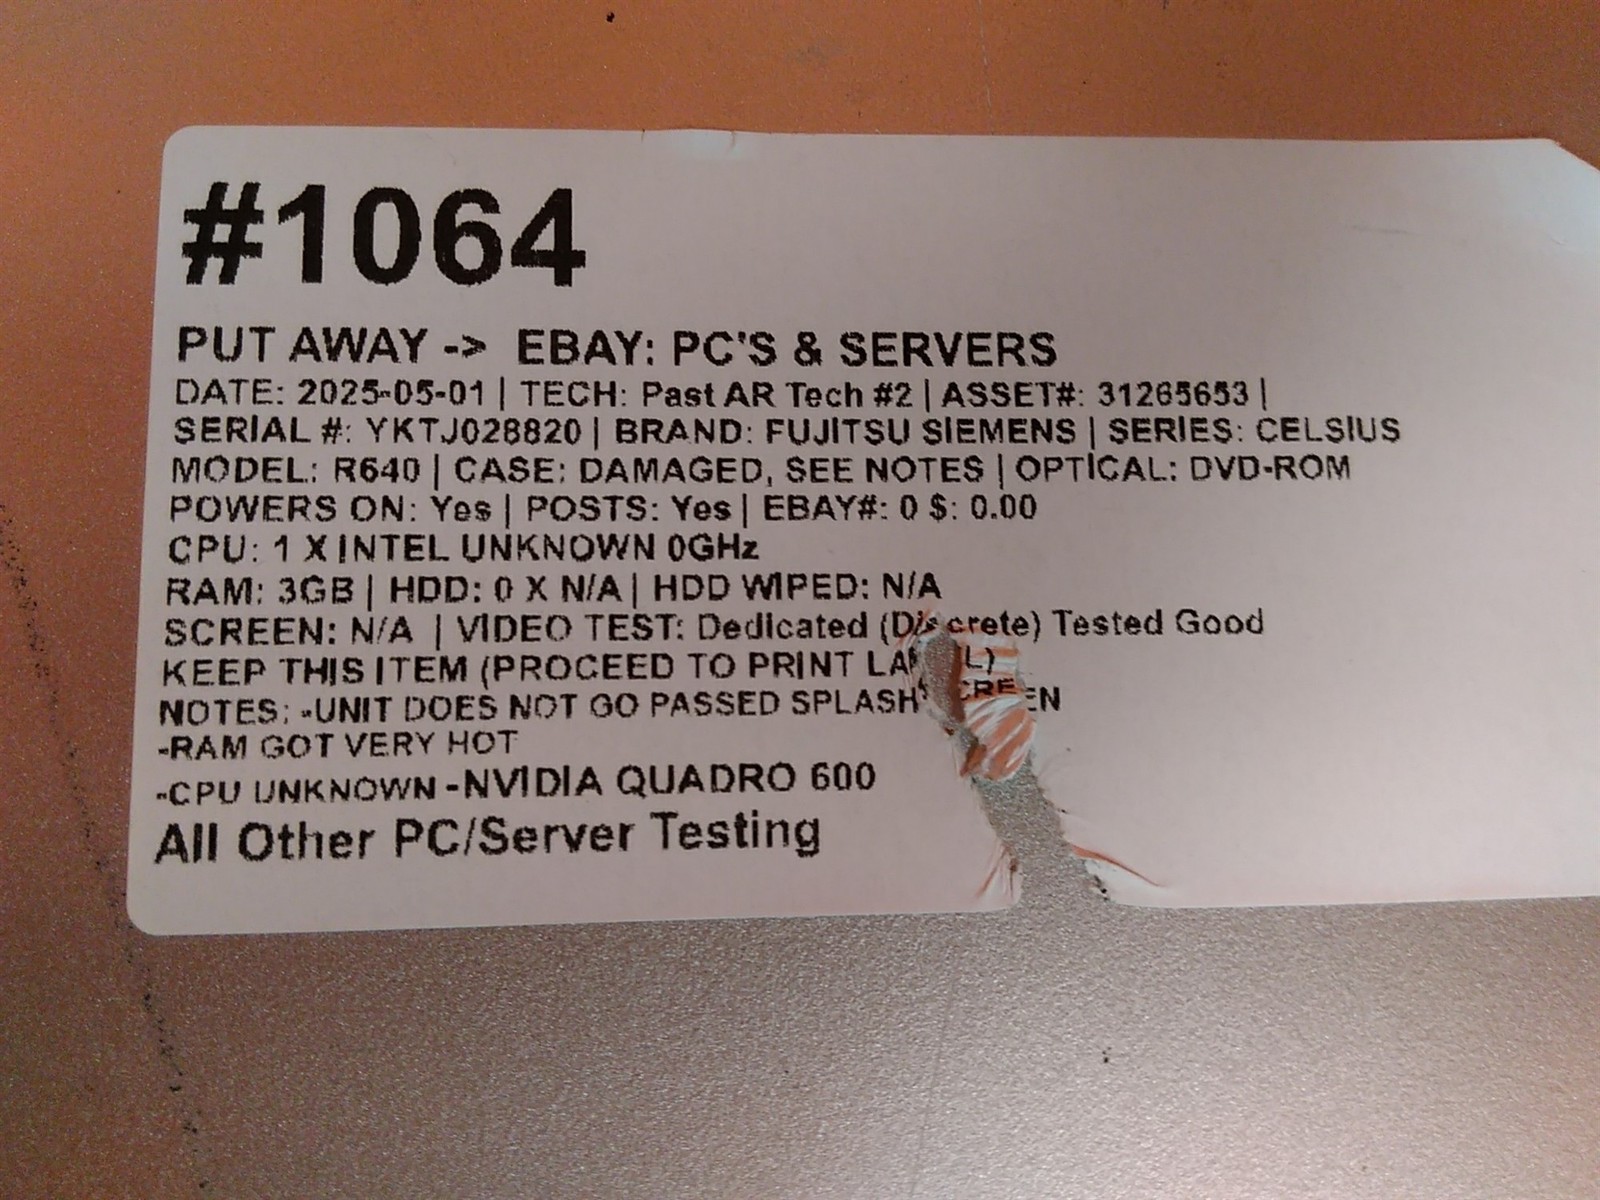 #1064
PUT AWAY -> EBAY: PC'S & SERVERS
DATE: 2025-05-01 | TECH: Past AR Tech #2 | ASSET#: 31265653 |
SERIAL #: YKTJ028820 | BRAND: FUJITSU SIEMENS | SERIES: CELSIUS
MODEL: R640 | CASE: DAMAGED, SEE NOTES | OPTICAL: DVD-ROM
POWERS ON: Yes | POSTS: Yes | EBAY#: 0 $: 0.00
CPU: 1 X INTEL UNKNOWN 0GHz
RAM: 3GB | HDD: 0 X N/A | HDD WIPED: N/A
SCREEN: N/A | VIDEO TEST: Dedicated (Discrete) Tested Good
KEEP THIS ITEM (PROCEED TO PRINT
NOTES: -UNIT DOES NOT GO PASSED SPLASH SCREEN
-RAM GOT VERY HOT
-CPU UNKNOWN -NVIDIA QUADRO 600
All Other PC/Server Testing